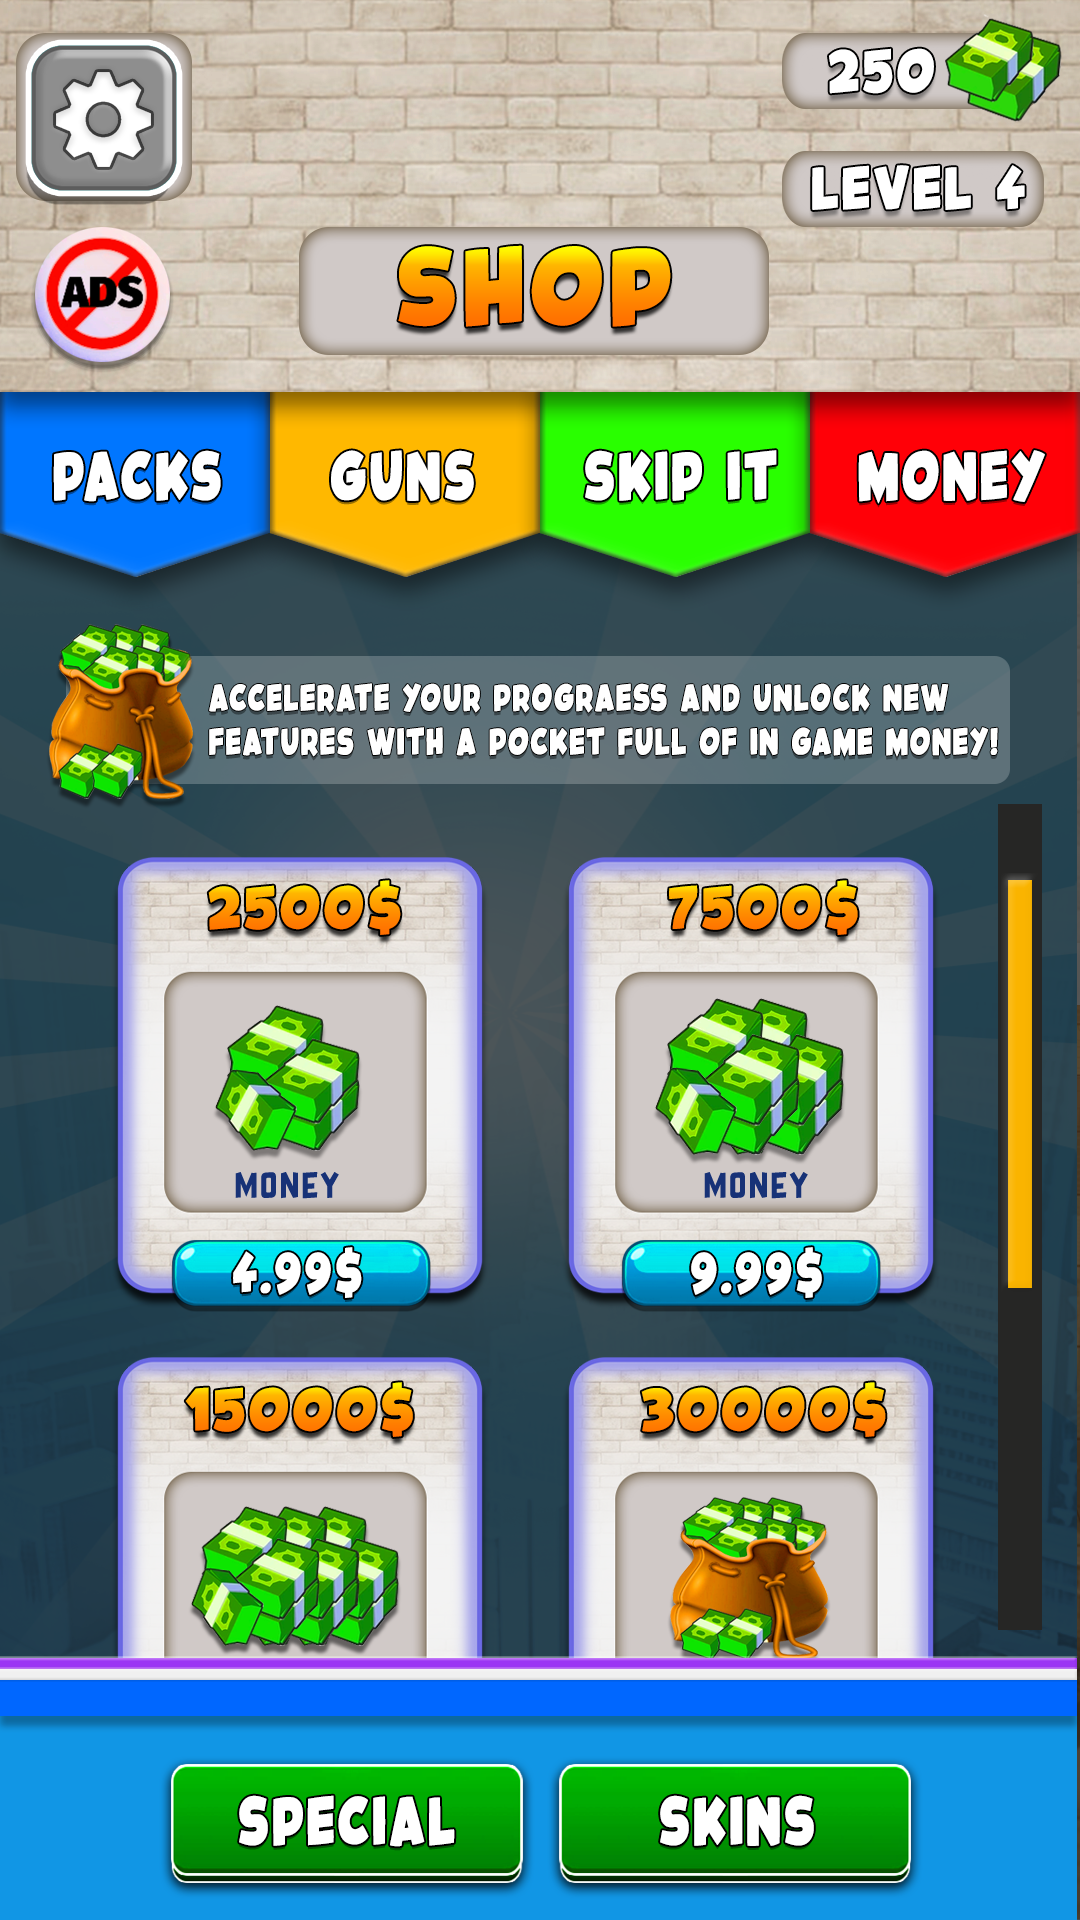 250
LEVEL 4
ADS
SHOP
PACKS GUNS SKIP IT MONEY
ACCELERATE YOUR PROGRAESS AND UNLOCK NEW
FEATURES WITH A POCKET FULL OF IN GAME MONEY!
2500$ 7500$
MONEY MONEY
4.99$ 9.99$
15000$ 30000$
SPECIAL SKINS